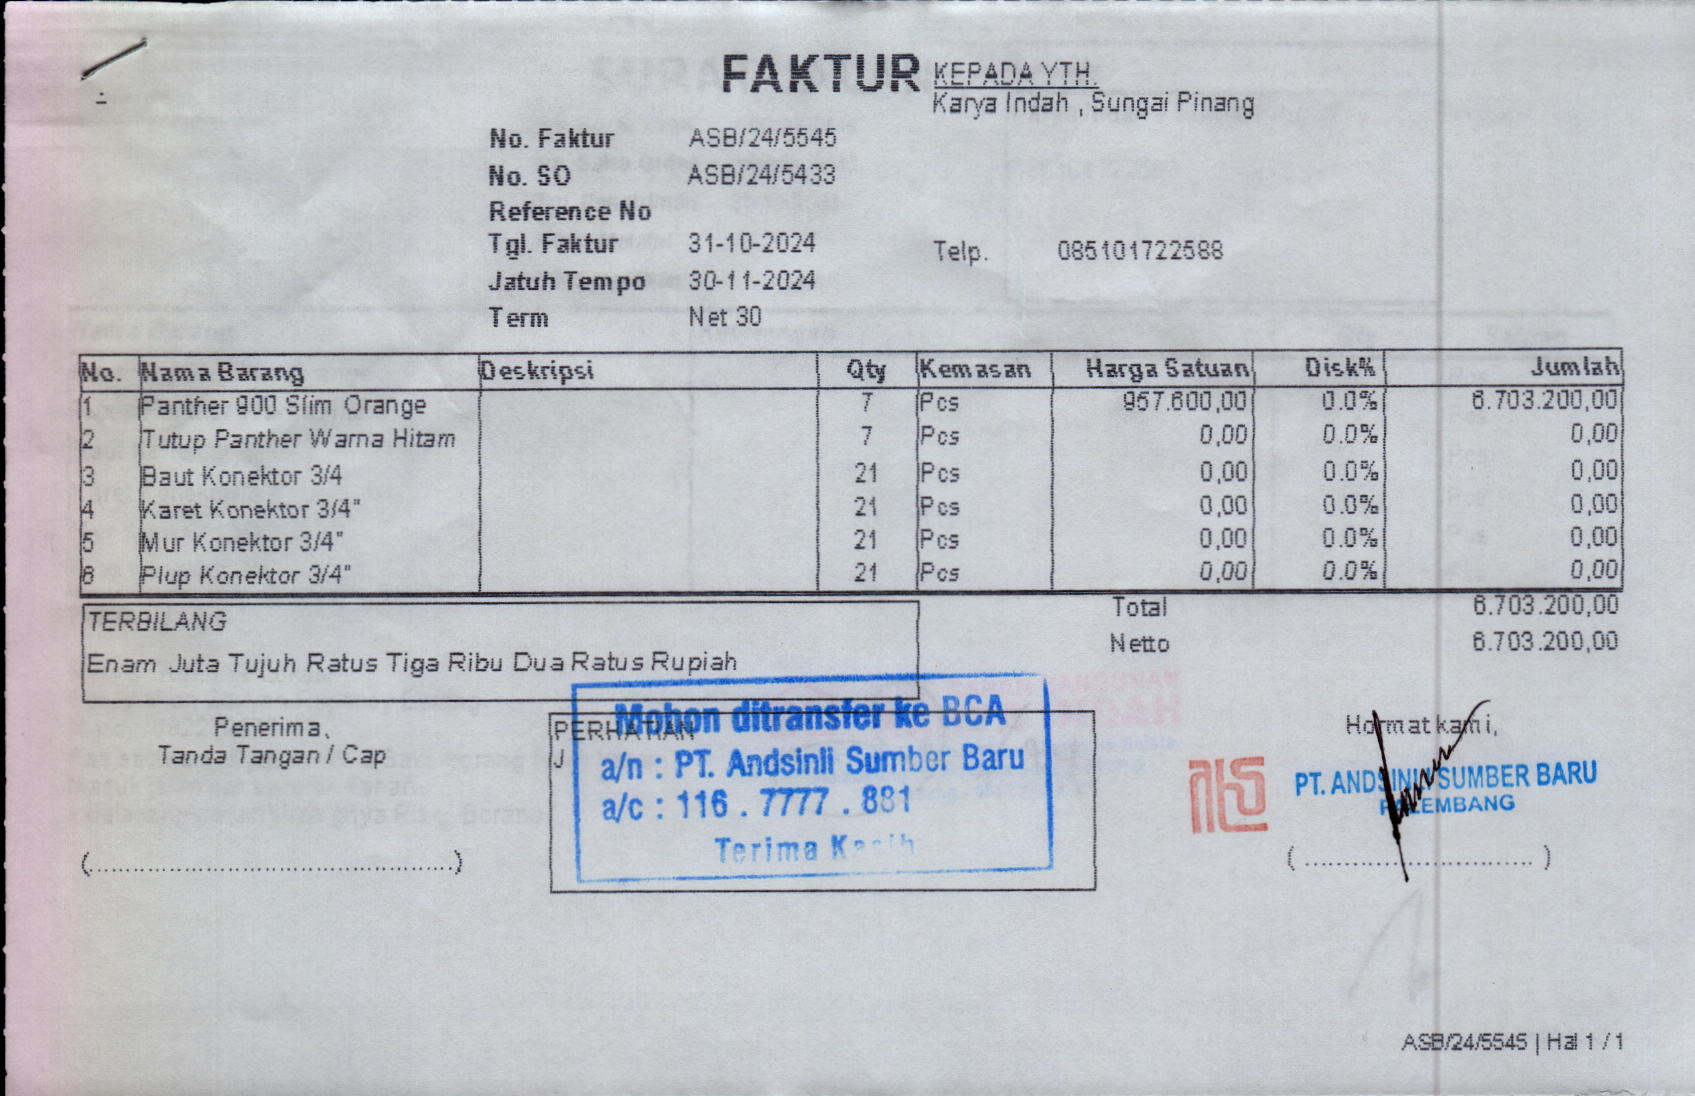 FAKTUR
KEPADA YTH.
Karya Indah , Sungai Pinang
No. Faktur ASB/24/5545
No. SO ASB/24/5433
Reference No
Tgl. Faktur 31-10-2024
Telp. 085101722588
Jatuh Tempo 30-11-2024
Term Net 30
No. Nama Barang Deskripsi Qty Kemasan Harga Satuan Disk% Jumlah
1 Panther 900 Slim Orange 7 Pcs 957.600,00 0.0% 6.703.200,00
2 Tutup Panther Warna Hitam 7 Pcs 0,00 0.0% 0,00
3 Baut Konektor 3/4 21 Pcs 0,00 0.0% 0,00
4 Karet Konektor 3/4" 21 Pcs 0,00 0.0% 0,00
5 Mur Konektor 3/4" 21 Pcs 0,00 0.0% 0,00
6 Plup Konektor 3/4" 21 Pcs 0,00 0.0% 0,00
Total 6.703.200,00
Netto 6.703.200,00
TERBILANG
Enam Juta Tujuh Ratus Tiga Ribu Dua Ratus Rupiah
Penerima,
Tanda Tangan / Cap
(...........................................)
PERHATIAN
J
Mohon ditransfer ke BCA
a/n : PT. Andsinli Sumber Baru
a/c : 116 . 7777 . 881
Terima Kasih
Hormat kami,
PT. ANDSINLI SUMBER BARU
PALEMBANG
( ........................... )
ASB/24/5545 | Hal 1 / 1